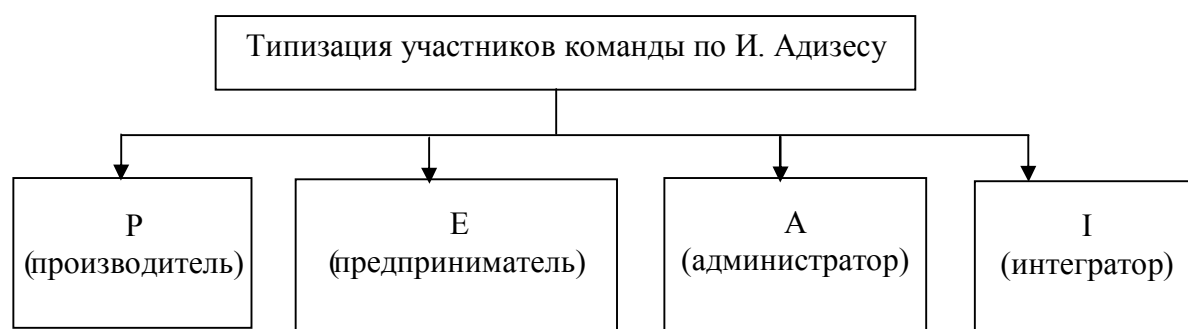 Типизация участников команды по И. Адизесу
P
(производитель)
E
(предприниматель)
A
(администратор)
I
(интегратор)